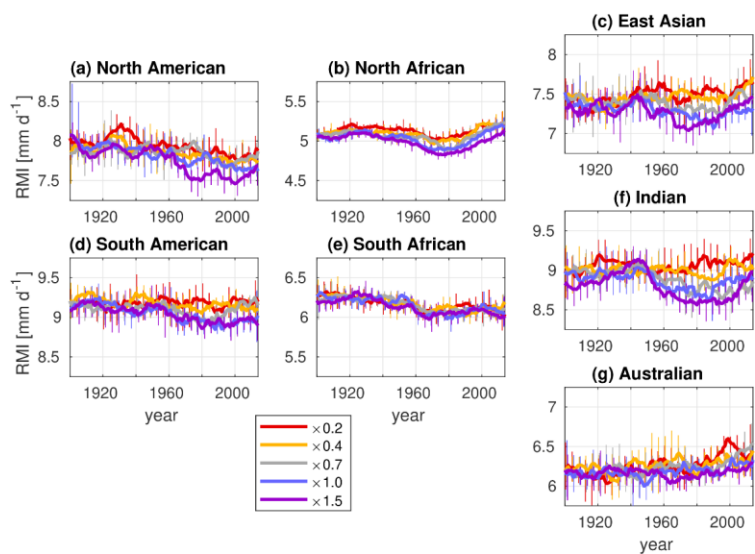 (c) East Asian
8
7.5
7
1920 1960 2000
(a) North American
8.5
8
7.5
RMI [mm d⁻¹]
1920 1960 2000
(b) North African
5.5
5
4.5
1920 1960 2000
(f) Indian
9.5
9
8.5
1920 1960 2000
(d) South American
9.5
9
8.5
RMI [mm d⁻¹]
1920 1960 2000
year
(e) South African
6.5
6
5.5
1920 1960 2000
year
(g) Australian
7
6.5
6
1920 1960 2000
year
×0.2
×0.4
×0.7
×1.0
×1.5